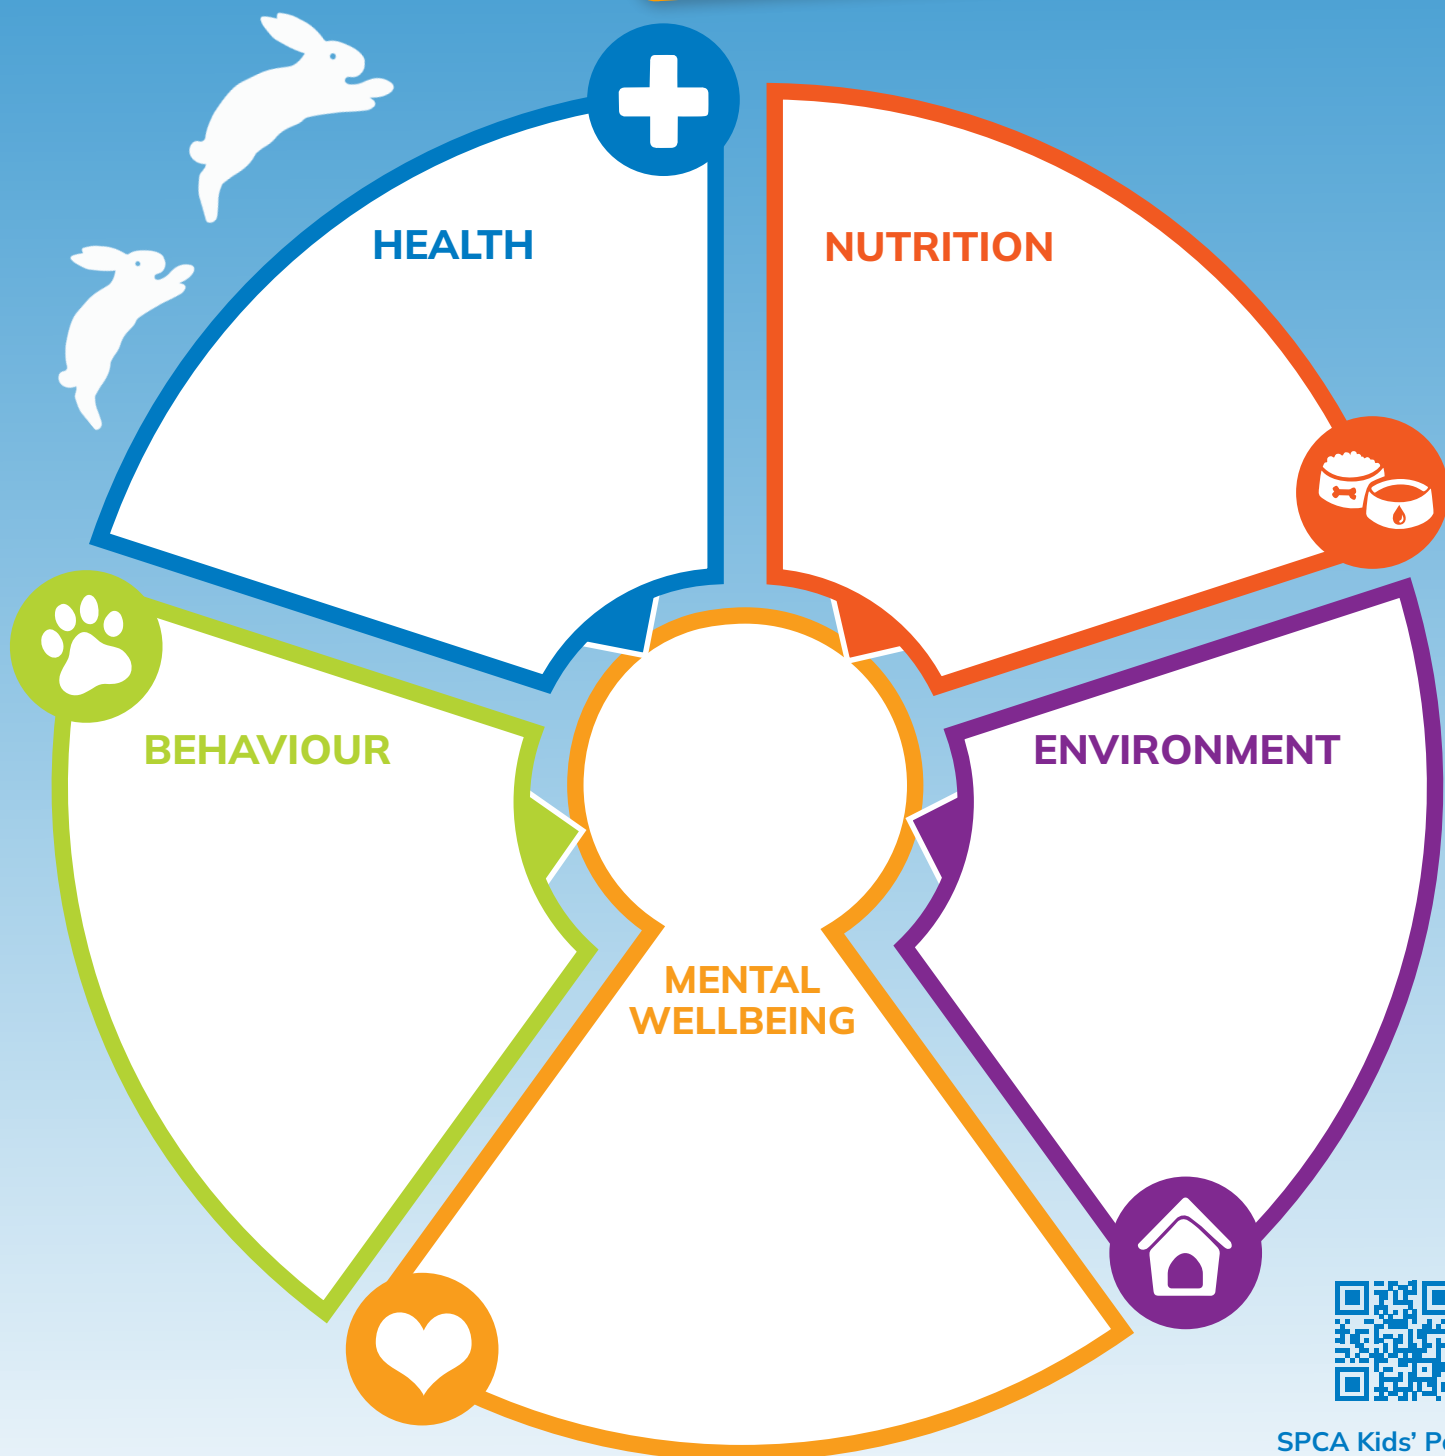 HEALTH
NUTRITION
BEHAVIOUR
ENVIRONMENT
MENTAL
WELLBEING
SPCA Kids'